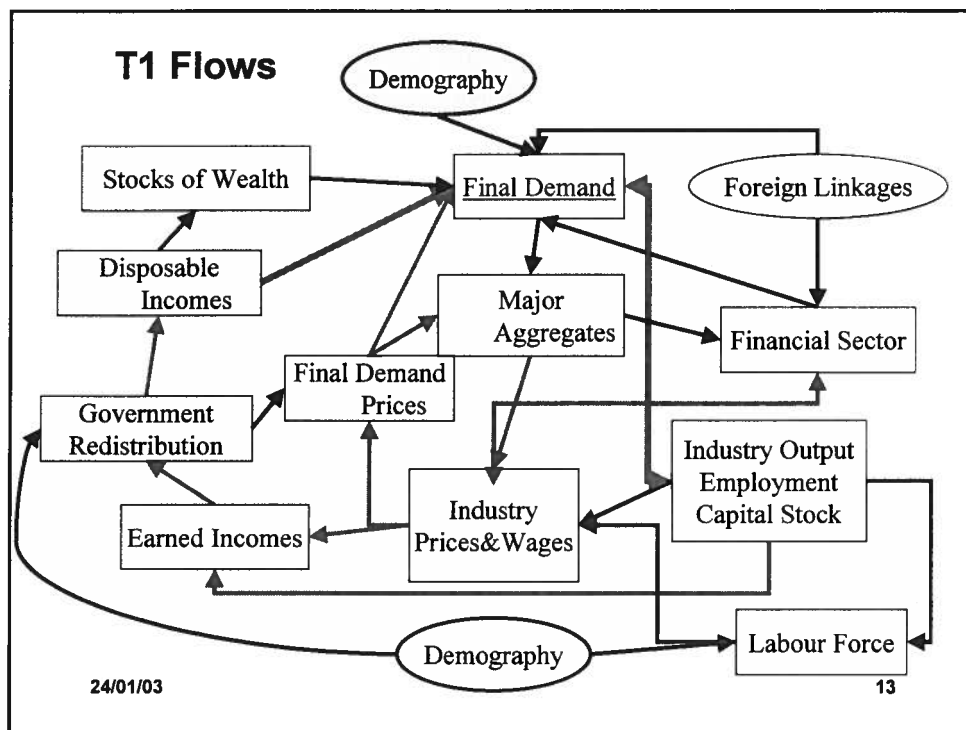 T1 Flows
Demography
Stocks of Wealth
Final Demand
Foreign Linkages
Disposable
Incomes
Major
Aggregates
Financial Sector
Final Demand
Prices
Government
Redistribution
Industry Output
Employment
Capital Stock
Earned Incomes
Industry
Prices&Wages
Demography
Labour Force
24/01/03
13